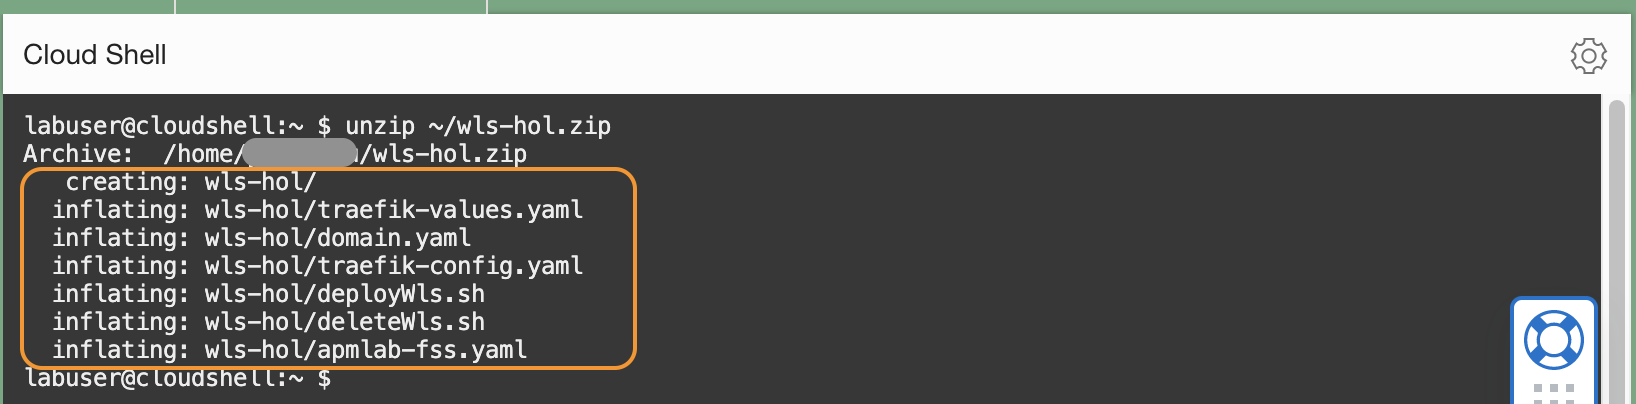 Cloud Shell
labuser@cloudshell:~ $ unzip ~/wls-hol.zip
Archive:  /home/ /wls-hol.zip
   creating: wls-hol/
  inflating: wls-hol/traefik-values.yaml
  inflating: wls-hol/domain.yaml
  inflating: wls-hol/traefik-config.yaml
  inflating: wls-hol/deployWls.sh
  inflating: wls-hol/deleteWls.sh
  inflating: wls-hol/apmlab-fss.yaml
labuser@cloudshell:~ $